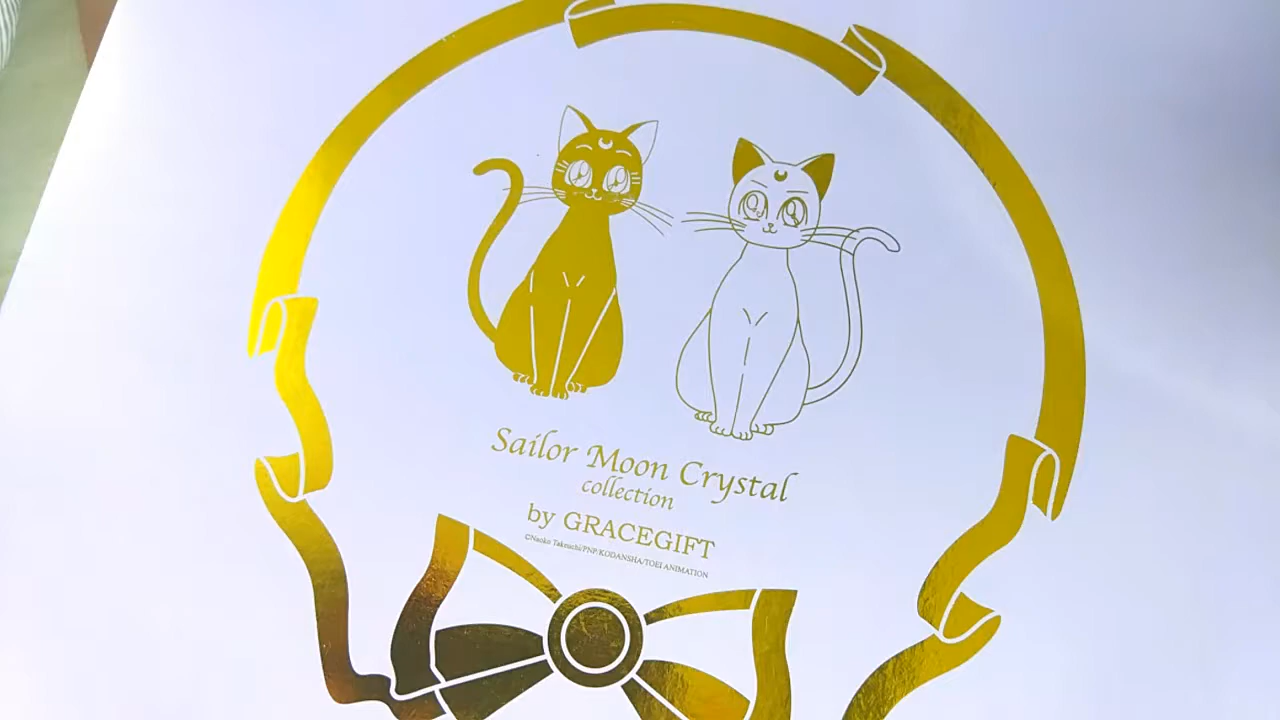 Sailor Moon Crystal
collection
by GRACEGIFT
©Naoko Takeuchi/PNP/KODANSHA/TOEI ANIMATION